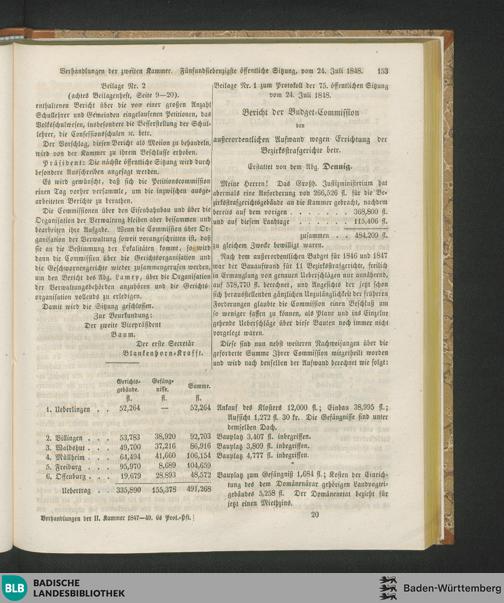 Verhandlungen der zweiten Kammer. Fünfundsiebenzigste öffentliche Sitzung, vom 24. Juli 1848. 153
Beilage Nr. 2
(achtes Beilagenheft, Seite 9—20).
enthaltenen Bericht über die von einer großen Anzahl
Schullehrer und Gemeinden eingelaufenen Petitionen, das
Volksschulwesen, insbesondere die Besserstellung der Schul-
lehrer, die Confessionsschulen ꝛc. betr.
Der Vorschlag, diesen Bericht als Motion zu behandeln,
wird von der Kammer zu ihrem Beschlusse erhoben.
Präsident: Die nächste öffentliche Sitzung wird durch
besondere Ausschreiben angesagt werden.
Es wird gewünscht, daß sich die Petitionscommission
einen Tag vorher versammle, um die inzwischen ausge-
arbeiteten Berichte zu berathen.
Die Commissionen über den Eisenbahnbau und über die
Organisation der Verwaltung bleiben also beisammen und
bearbeiten ihre Aufgabe. Wenn die Commission über Or-
ganisation der Verwaltung soweit vorangeschritten ist, daß
sie an die Bestimmung der Lokalitäten kommt, so wird
dann die Commission über die Gerichtsorganisation und
die Geschwornengerichte wieder zusammengerufen werden,
um den Bericht des Abg. Lamey, über die Organisation
der Verwaltungsbehörden anzuhören und die Gerichts-
organisation vollends zu erledigen.
Damit wird die Sitzung geschlossen.
Zur Beurkundung:
Der zweite Vicepräsident
Baum.
Der erste Secretär
Blankenhorn-Krafft.
Beilage Nr. 1 zum Protokoll der 75. öffentlichen Sitzung
vom 24. Juli 1848.
Bericht der Budget-Commission
den
außerordentlichen Aufwand wegen Errichtung der
Bezirksstrafgerichte betr.
Erstattet von dem Abg. Dennig.
Meine Herren! Das Großh. Justizministerium hat
abermals eine Anforderung von 266,526 fl. für die Be-
zirksstrafgerichtsgebäude an die Kammer gebracht, nachdem
bereits auf dem vorigen . . . . . . . 368,800 fl.
und auf diesem Landtage . . . . . . 115,406 fl.
zusammen . . 484,200 fl.
zu gleichem Zwecke bewilligt waren.
Nach dem außerordentlichen Budget für 1846 und 1847
war der Bauaufwand für 11 Bezirksstrafgerichte, freilich
in Ermanglung von genauen Ueberschlägen nur annähernd,
auf 578,770 fl. berechnet, und Angesichts der jetzt schon
sich herausstellenden gänzlichen Unzulänglichkeit der früheren
Forderungen glaubte die Commission einen Beschluß um
so weniger fassen zu können, als Plane und ins Einzelne
gehende Ueberschläge über diese Bauten noch immer nicht
vorgelegt waren.
Diese sind nun nebst weiteren Nachweisungen über die
geforderte Summe Ihrer Commission mitgetheilt worden
und wird nach denselben der Aufwand berechnet wie folgt:
Gerichts- Gefäng- Summe.
gebäude. nisse.
fl. fl. fl.
1. Ueberlingen . . 52,264 — 52,264 Ankauf des Klosters 12,000 fl.; Einbau 38,995 fl.;
Aufsicht 1,272 fl. 30 kr. Die Gefängnisse sind unter
demselben Dach.
2. Villingen . . . 53,783 38,920 92,703 Bauplatz 3,407 fl. inbegriffen.
3. Waldshut . . . 49,700 37,216 86,916 Bauplatz 3,809 fl. inbegriffen.
4. Müllheim . . . 64,494 41,660 106,154 Bauplatz 4,777 fl. inbegriffen.
5. Freiburg . . . 95,970 8,689 104,659
6. Offenburg . . . 19,679 28,893 48,572 Bauplatz zum Gefängniß 1,684 fl.; Kosten der Einrich-
tung des dem Domänenärar gehörigen Landvogtei-
gebäudes 5,258 fl. Der Domänenetat bezieht für
jetzt einen Miethzins.
Uebertrag . . . 335,890 155,378 491,268
Verhandlungen der II. Kammer 1847—49. 6s Prot.-Hft.
20
BLB BADISCHE
LANDESBIBLIOTHEK
Baden-Württemberg